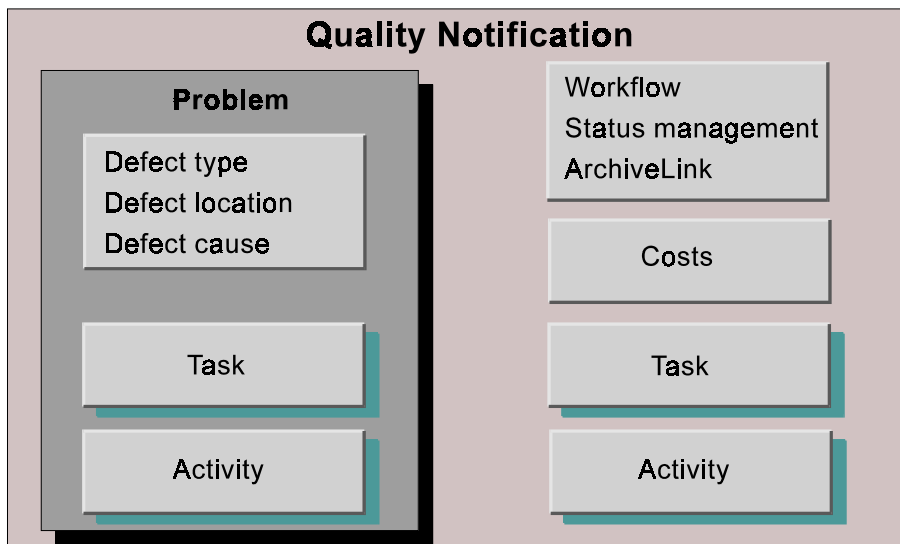 Quality Notification
Problem
Defect type
Defect location
Defect cause
Task
Activity
Workflow
Status management
ArchiveLink
Costs
Task
Activity